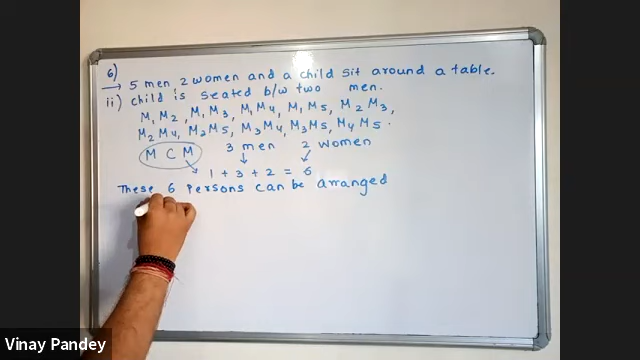 6)
→ 5 men, 2 women and a child sit around a table.
ii) child is seated b/w two men.
M₁M₂, M₁M₃, M₁M₄, M₁M₅, M₂M₃,
M₂M₄, M₂M₅, M₃M₄, M₃M₅, M₄M₅.
M C M 3 men 2 women
1 + 3 + 2 = 6
These 6 persons can be arranged
Vinay Pandey